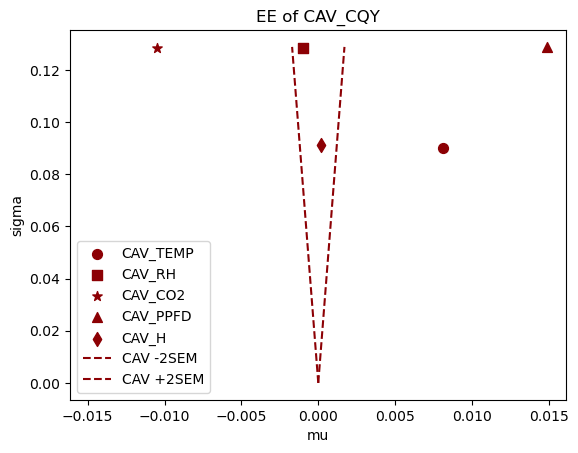 EE of CAV_CQY
sigma
0.12
0.10
0.08
0.06
0.04
0.02
0.00
CAV_TEMP
CAV_RH
CAV_CO2
CAV_PPFD
CAV_H
CAV -2SEM
CAV +2SEM
−0.015 −0.010 −0.005 0.000 0.005 0.010 0.015
mu